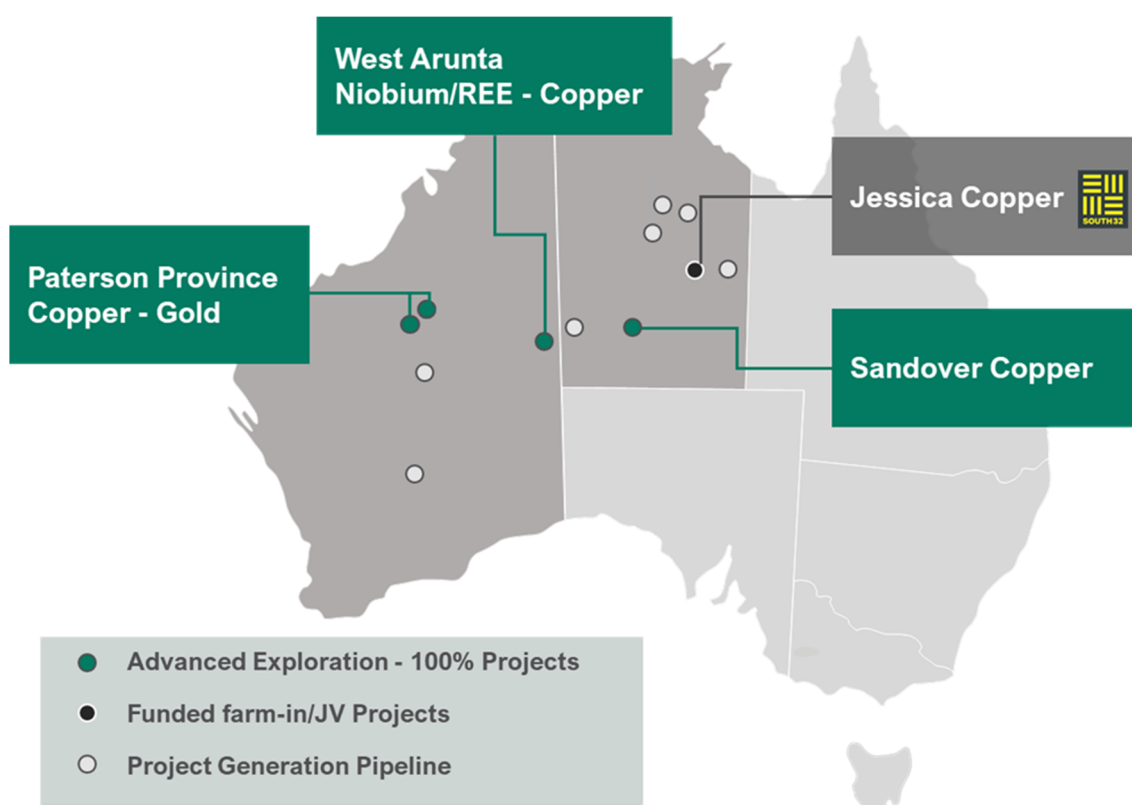 West Arunta
Niobium/REE - Copper
Jessica Copper
SOUTH32
Paterson Province
Copper - Gold
Sandover Copper
Advanced Exploration - 100% Projects
Funded farm-in/JV Projects
Project Generation Pipeline